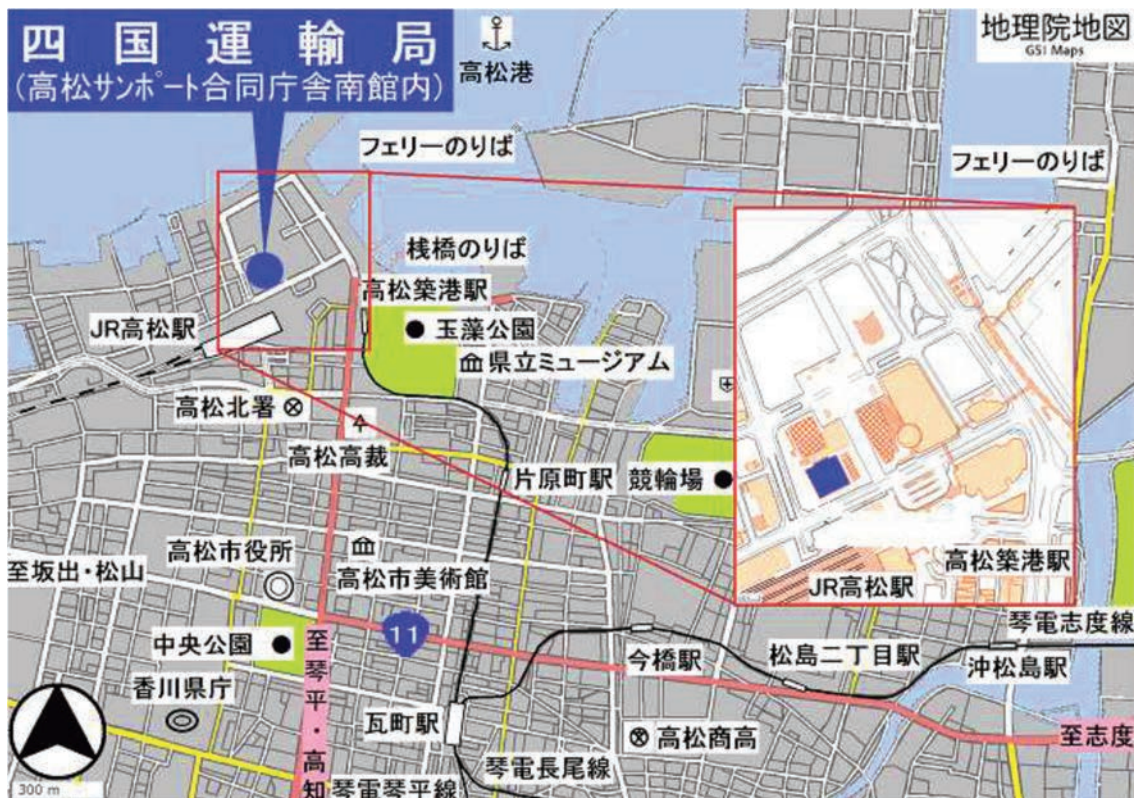 四国運輸局
(高松サンポート合同庁舎南館内)
高松港
地理院地図
GSI Maps
フェリーのりば
フェリーのりば
桟橋のりば
高松築港駅
JR高松駅
玉藻公園
県立ミュージアム
高松北署
高松高裁
片原町駅
競輪場
高松築港駅
JR高松駅
高松市役所
至坂出・松山
高松市美術館
11
中央公園
至琴平・高知
香川県庁
今橋駅
松島二丁目駅
琴電志度線
沖松島駅
瓦町駅
高松商高
至志度
琴電長尾線
琴電琴平線
300 m